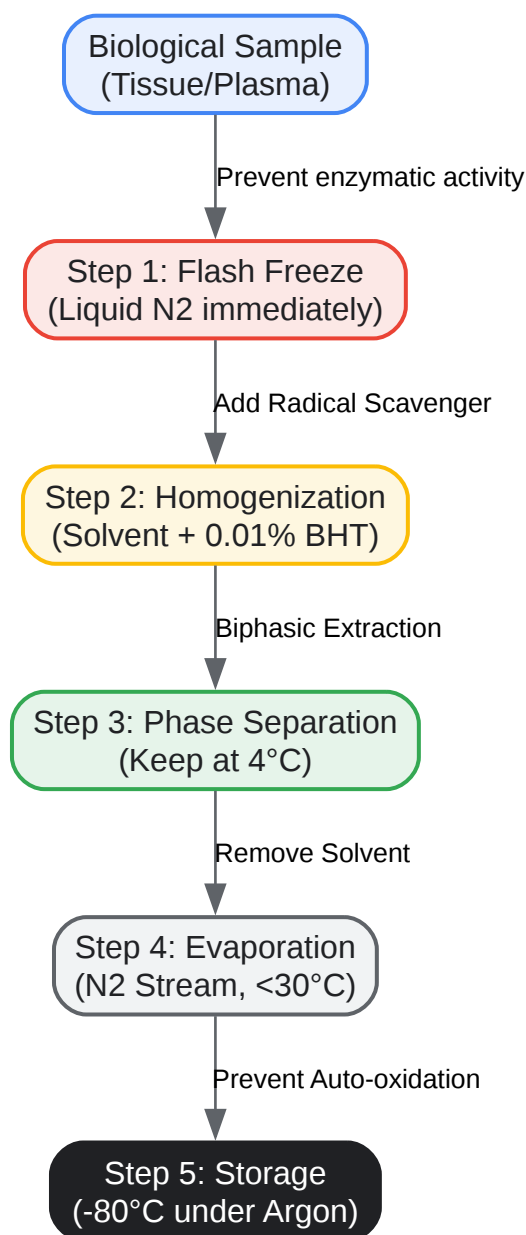 Biological Sample
(Tissue/Plasma)
Prevent enzymatic activity
Step 1: Flash Freeze
(Liquid N2 immediately)
Add Radical Scavenger
Step 2: Homogenization
(Solvent + 0.01% BHT)
Biphasic Extraction
Step 3: Phase Separation
(Keep at 4°C)
Remove Solvent
Step 4: Evaporation
(N2 Stream, <30°C)
Prevent Auto-oxidation
Step 5: Storage
(-80°C under Argon)